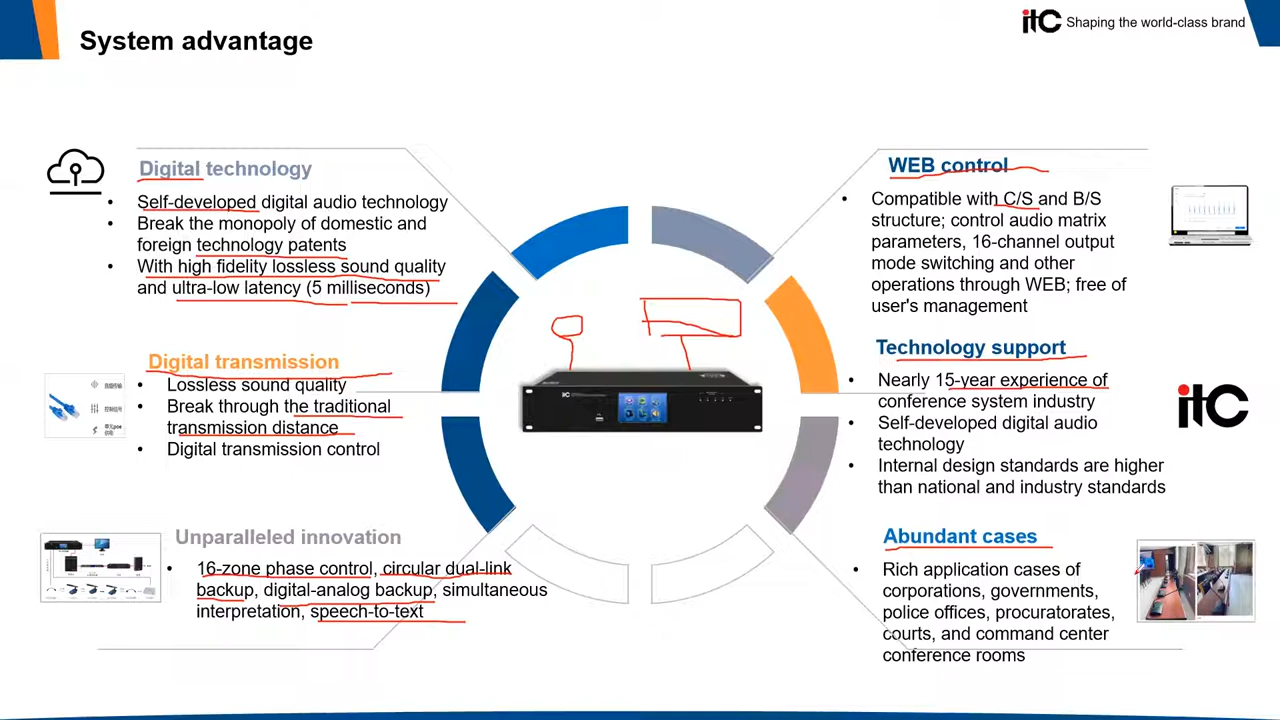 System advantage
itC Shaping the world-class brand
Digital technology
• Self-developed digital audio technology
• Break the monopoly of domestic and
foreign technology patents
• With high fidelity lossless sound quality
and ultra-low latency (5 milliseconds)
Digital transmission
• Lossless sound quality
• Break through the traditional
transmission distance
• Digital transmission control
Unparalleled innovation
• 16-zone phase control, circular dual-link
backup, digital-analog backup, simultaneous
interpretation, speech-to-text
itC
WEB control
• Compatible with C/S and B/S
structure; control audio matrix
parameters, 16-channel output
mode switching and other
operations through WEB; free of
user's management
Technology support
• Nearly 15-year experience of
conference system industry
• Self-developed digital audio
technology
• Internal design standards are higher
than national and industry standards
itC
Abundant cases
• Rich application cases of
corporations, governments,
police offices, procuratorates,
courts, and command center
conference rooms